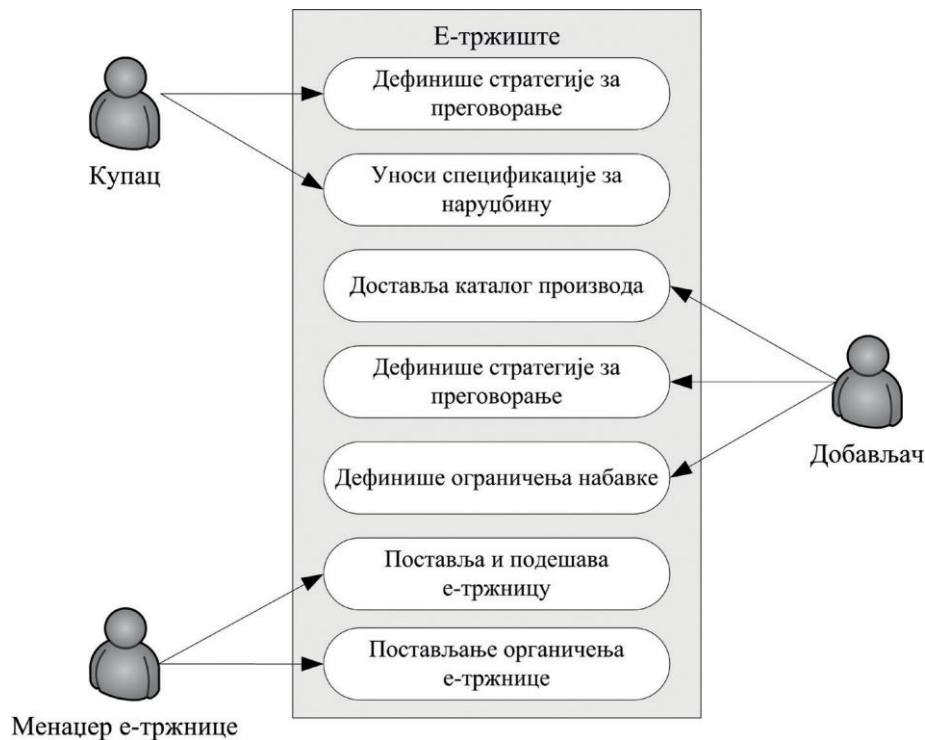 Е-тржиште
Дефинише стратегије за
преговорање
Купац
Уноси спецификације за
наруџбину
Доставља каталог производа
Дефинише стратегије за
преговорање
Добављач
Дефинише ограничења набавке
Поставља и подешава
е-тржницу
Постављање органичења
е-тржнице
Менаџер е-тржнице